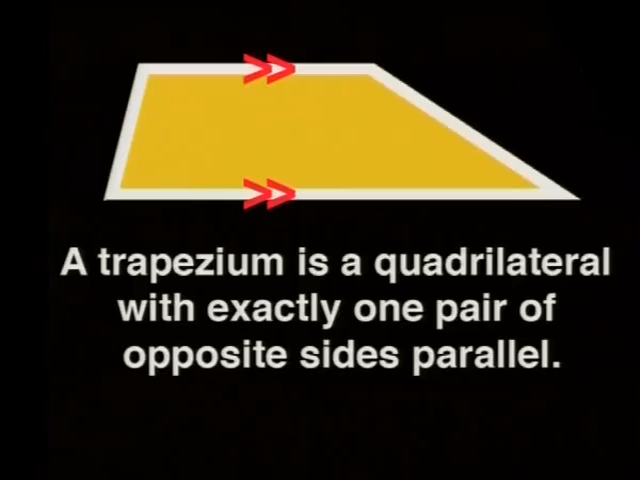 A trapezium is a quadrilateral
with exactly one pair of
opposite sides parallel.